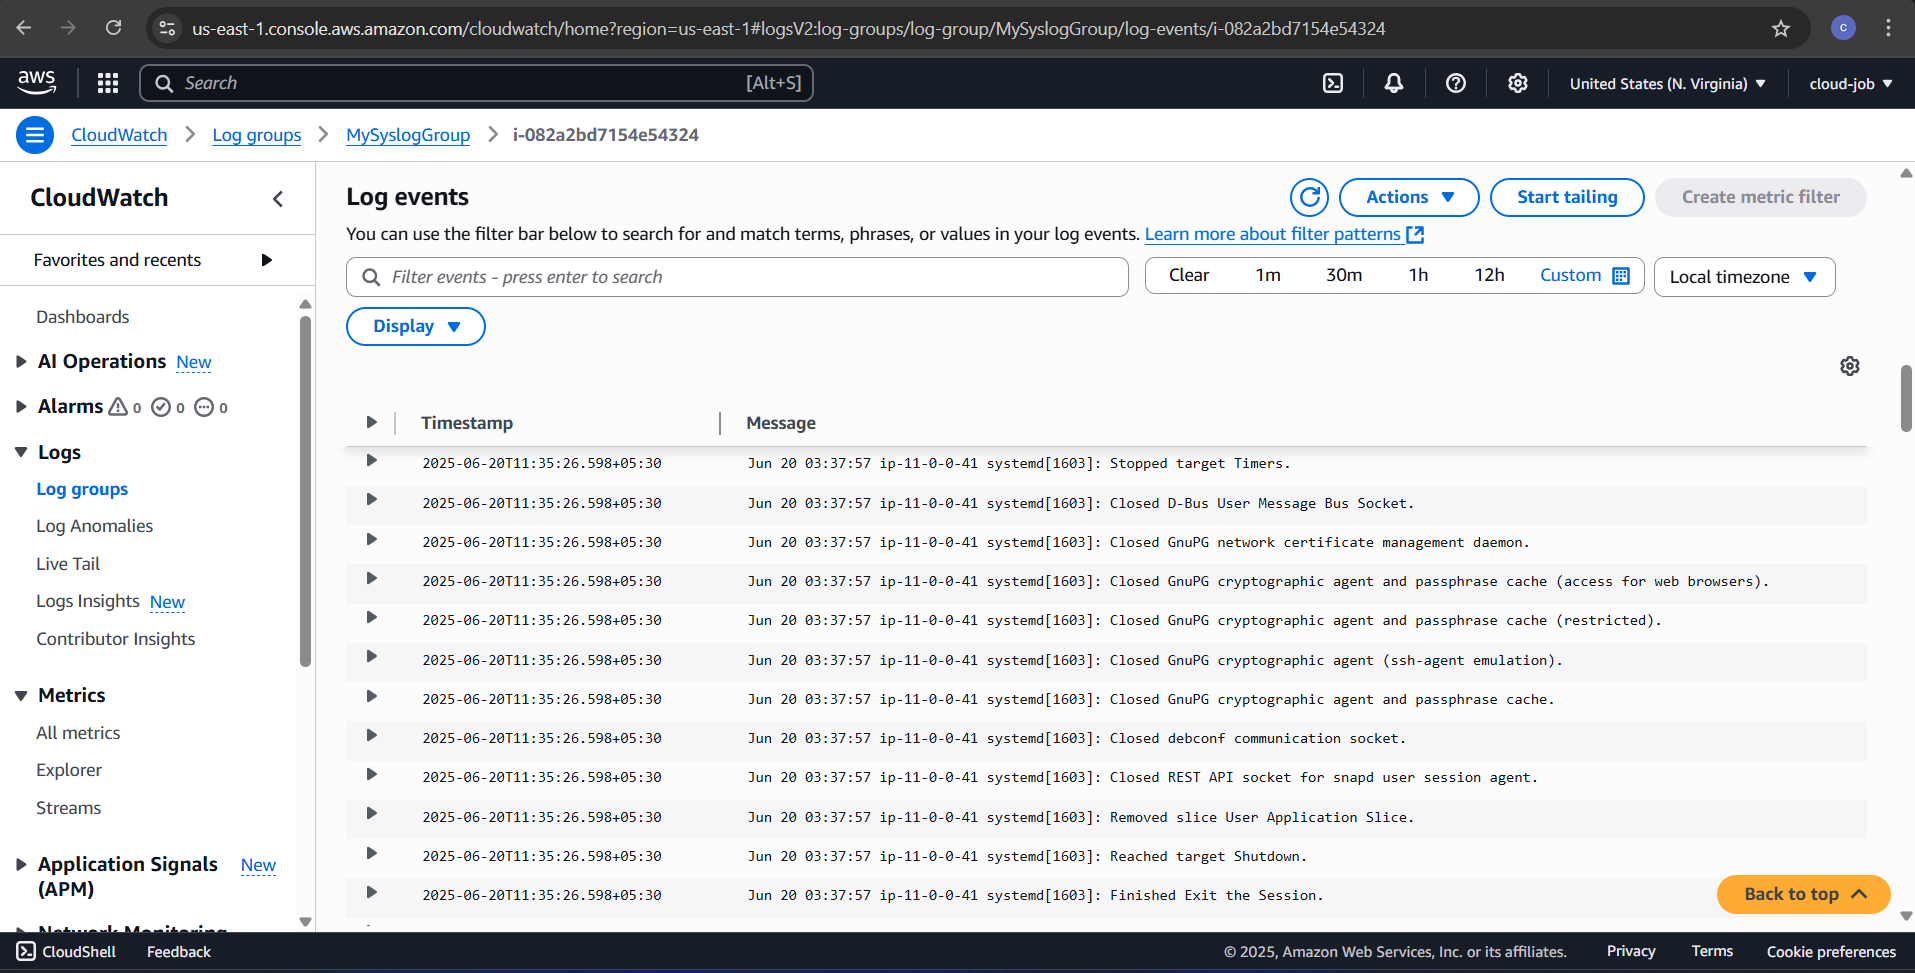 us-east-1.console.aws.amazon.com/cloudwatch/home?region=us-east-1#logsV2:log-groups/log-group/MySyslogGroup/log-events/i-082a2bd7154e54324
c
aws
Search [Alt+S]
United States (N. Virginia)
cloud-job
CloudWatch
Log groups
MySyslogGroup
i-082a2bd7154e54324
CloudWatch
Favorites and recents
Dashboards
AI Operations New
Alarms 0 0 0
Logs
Log groups
Log Anomalies
Live Tail
Logs Insights New
Contributor Insights
Metrics
All metrics
Explorer
Streams
Application Signals New
(APM)
Network Monitoring
Log events
Actions
Start tailing
Create metric filter
You can use the filter bar below to search for and match terms, phrases, or values in your log events. Learn more about filter patterns
Filter events - press enter to search
Clear 1m 30m 1h 12h Custom
Local timezone
Display
Timestamp Message
2025-06-20T11:35:26.598+05:30 Jun 20 03:37:57 ip-11-0-0-41 systemd[1603]: Stopped target Timers.
2025-06-20T11:35:26.598+05:30 Jun 20 03:37:57 ip-11-0-0-41 systemd[1603]: Closed D-Bus User Message Bus Socket.
2025-06-20T11:35:26.598+05:30 Jun 20 03:37:57 ip-11-0-0-41 systemd[1603]: Closed GnuPG network certificate management daemon.
2025-06-20T11:35:26.598+05:30 Jun 20 03:37:57 ip-11-0-0-41 systemd[1603]: Closed GnuPG cryptographic agent and passphrase cache (access for web browsers).
2025-06-20T11:35:26.598+05:30 Jun 20 03:37:57 ip-11-0-0-41 systemd[1603]: Closed GnuPG cryptographic agent and passphrase cache (restricted).
2025-06-20T11:35:26.598+05:30 Jun 20 03:37:57 ip-11-0-0-41 systemd[1603]: Closed GnuPG cryptographic agent (ssh-agent emulation).
2025-06-20T11:35:26.598+05:30 Jun 20 03:37:57 ip-11-0-0-41 systemd[1603]: Closed GnuPG cryptographic agent and passphrase cache.
2025-06-20T11:35:26.598+05:30 Jun 20 03:37:57 ip-11-0-0-41 systemd[1603]: Closed debconf communication socket.
2025-06-20T11:35:26.598+05:30 Jun 20 03:37:57 ip-11-0-0-41 systemd[1603]: Closed REST API socket for snapd user session agent.
2025-06-20T11:35:26.598+05:30 Jun 20 03:37:57 ip-11-0-0-41 systemd[1603]: Removed slice User Application Slice.
2025-06-20T11:35:26.598+05:30 Jun 20 03:37:57 ip-11-0-0-41 systemd[1603]: Reached target Shutdown.
2025-06-20T11:35:26.598+05:30 Jun 20 03:37:57 ip-11-0-0-41 systemd[1603]: Finished Exit the Session.
Back to top
CloudShell
Feedback
© 2025, Amazon Web Services, Inc. or its affiliates.
Privacy
Terms
Cookie preferences